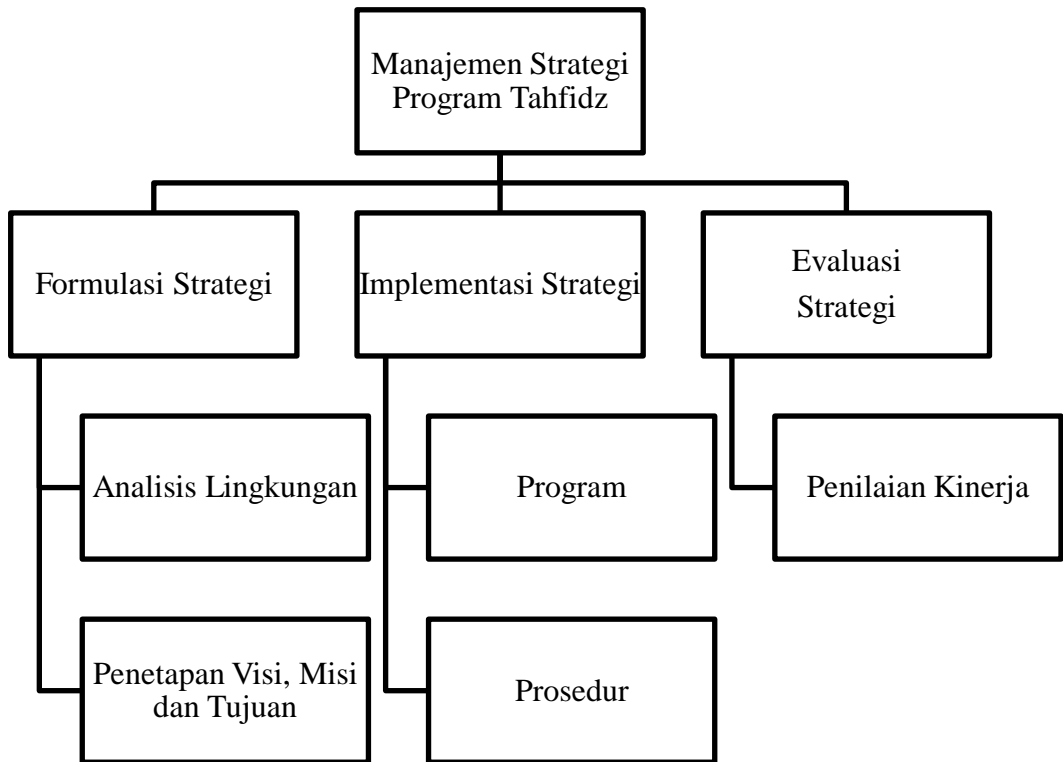 Manajemen Strategi
Program Tahfidz
Formulasi Strategi
Implementasi Strategi
Evaluasi
Strategi
Analisis Lingkungan
Program
Penilaian Kinerja
Penetapan Visi, Misi
dan Tujuan
Prosedur